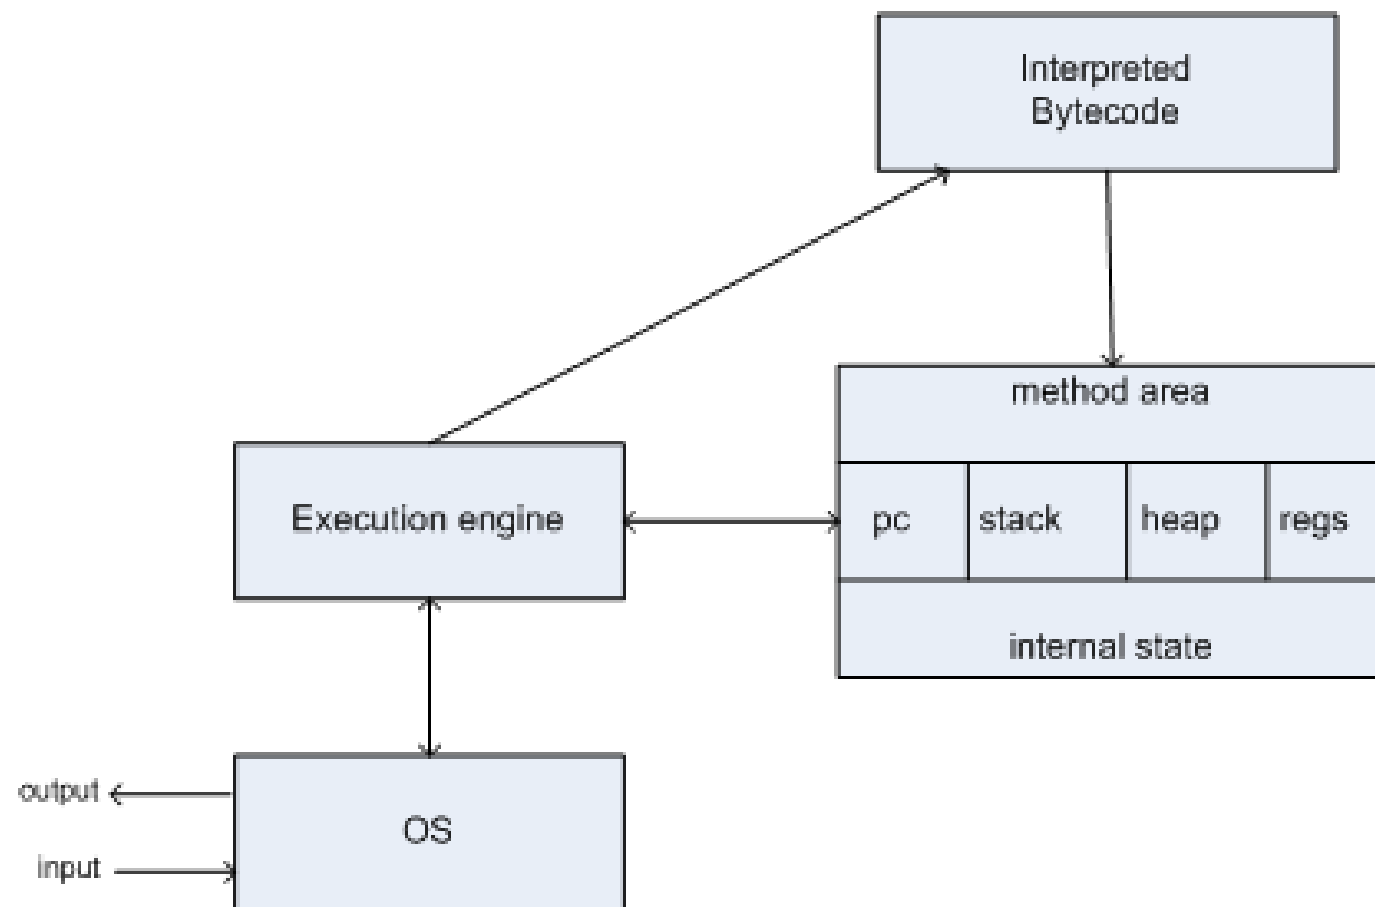 Interpreted
Bytecode
method area
Execution engine
pc
stack
heap
regs
internal state
output
OS
input